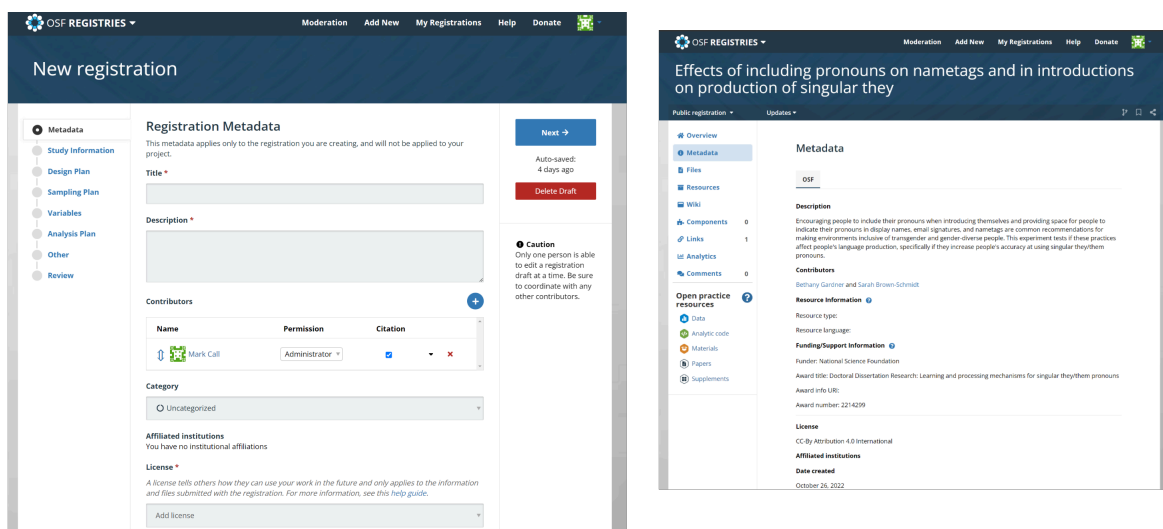 OSF REGISTRIES
Moderation Add New My Registrations Help Donate
New registration
Metadata
Study Information
Design Plan
Sampling Plan
Variables
Analysis Plan
Other
Review
Registration Metadata
This metadata applies only to the registration you are creating, and will not be applied to your
project.
Title *
Description *
Contributors
Name Permission Citation
Mark Call Administrator
Category
Uncategorized
Affiliated institutions
You have no institutional affiliations
License *
A license tells others how they can use your work in the future and only applies to the information
and files submitted with the registration. For more information, see this help guide.
Add license
Next →
Auto-saved:
4 days ago
Delete Draft
Caution
Only one person is able
to edit a registration
draft at a time. Be sure
to coordinate with any
other contributors.
OSF REGISTRIES
Moderation Add New My Registrations Help Donate
Effects of including pronouns on nametags and in introductions
on production of singular they
Public registration Updates
Overview
Metadata
Files
Resources
Wiki
Components 0
Links 1
Analytics
Comments 0
Open practice
resources
Data
Analytic code
Materials
Papers
Supplements
Metadata
OSF
Description
Encouraging people to include their pronouns when introducing themselves and providing space for people to
indicate their pronouns in display names, email signatures, and nametags are common recommendations for
making environments inclusive of transgender and gender-diverse people. This experiment tests if these practices
affect people's language production, specifically if they increase people's accuracy at using singular they/them
pronouns.
Contributors
Bethany Gardner and Sarah Brown-Schmidt
Resource Information
Resource type:
Resource language:
Funding/Support Information
Funder: National Science Foundation
Award title: Doctoral Dissertation Research: Learning and processing mechanisms for singular they/them pronouns
Award info URI:
Award number: 2214299
License
CC-By Attribution 4.0 International
Affiliated institutions
Date created
October 26, 2022